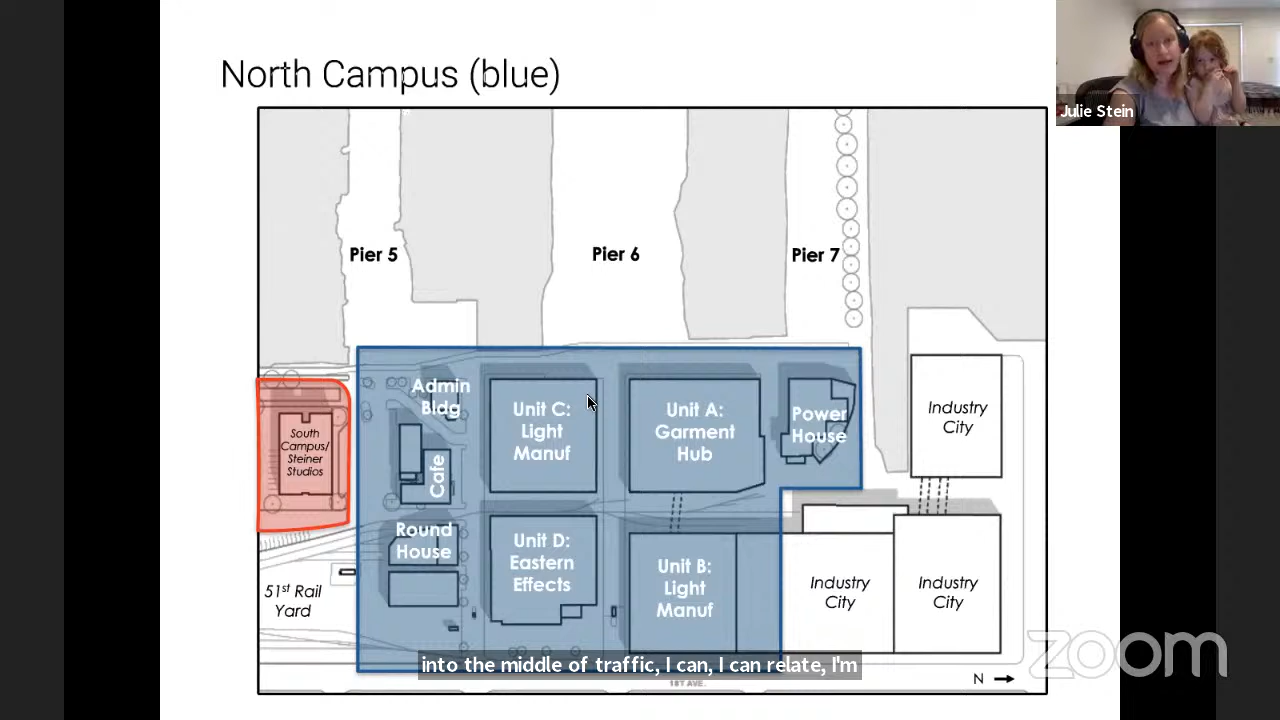 North Campus (blue)
Julie Stein
Pier 5
Pier 6
Pier 7
Admin
Bldg
Unit C:
Light
Manuf
Unit A:
Garment
Hub
Power
House
Industry
City
South
Campus/
Steiner
Studios
Cafe
Round
House
Unit D:
Eastern
Effects
Unit B:
Light
Manuf
Industry
City
Industry
City
51st Rail
Yard
into the middle of traffic, I can, I can relate, I'm
zoom
N
1ST AVE.